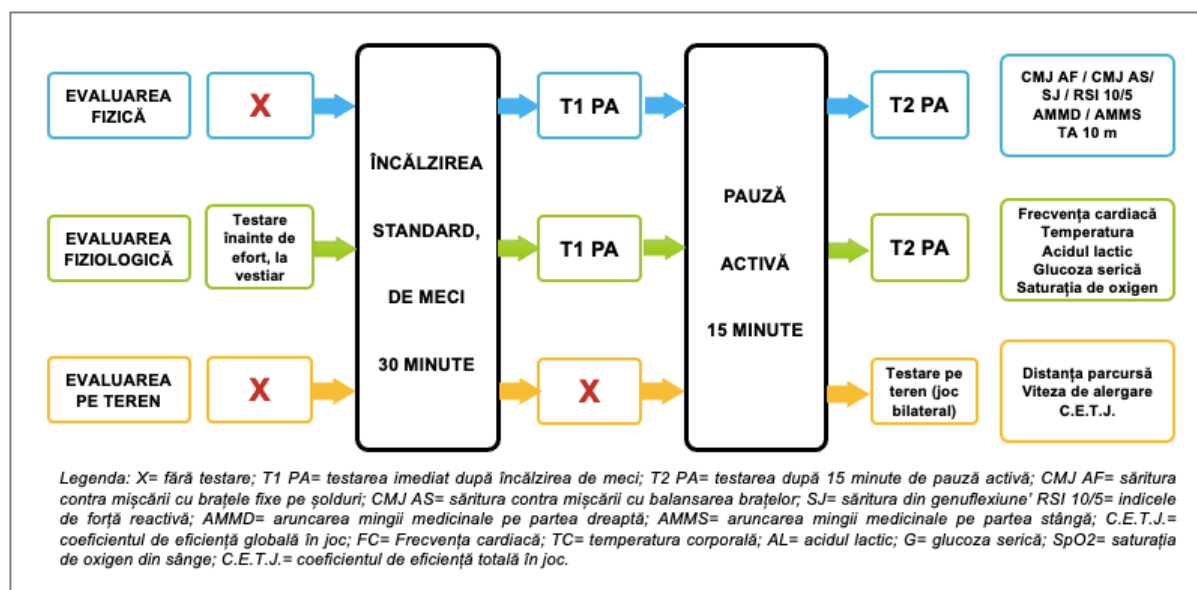 EVALUAREA
FIZICĂ
X
T1 PA
T2 PA
CMJ AF / CMJ AS/
SJ / RSI 10/5
AMMD / AMMS
TA 10 m
ÎNCĂLZIREA
STANDARD,
DE MECI
30 MINUTE
PAUZĂ
ACTIVĂ
15 MINUTE
EVALUAREA
FIZIOLOGICĂ
Testare
înainte de
efort, la
vestiar
T1 PA
T2 PA
Frecvența cardiacă
Temperatura
Acidul lactic
Glucoza serică
Saturația de oxigen
EVALUAREA
PE TEREN
X
X
Testare pe
teren (joc
bilateral)
Distanța parcursă
Viteza de alergare
C.E.T.J.
Legenda: X= fără testare; T1 PA= testarea imediat după încălzirea de meci; T2 PA= testarea după 15 minute de pauză activă; CMJ AF= săritura
contra mișcării cu brațele fixe pe șolduri; CMJ AS= săritura contra mișcării cu balansarea brațelor; SJ= săritura din genuflexiune' RSI 10/5= indicele
de forță reactivă; AMMD= aruncarea mingii medicinale pe partea dreaptă; AMMS= aruncarea mingii medicinale pe partea stângă; C.E.T.J.=
coeficientul de eficiență globală în joc; FC= Frecvența cardiacă; TC= temperatura corporală; AL= acidul lactic; G= glucoza serică; SpO2= saturația
de oxigen din sânge; C.E.T.J.= coeficientul de eficiență totală în joc.